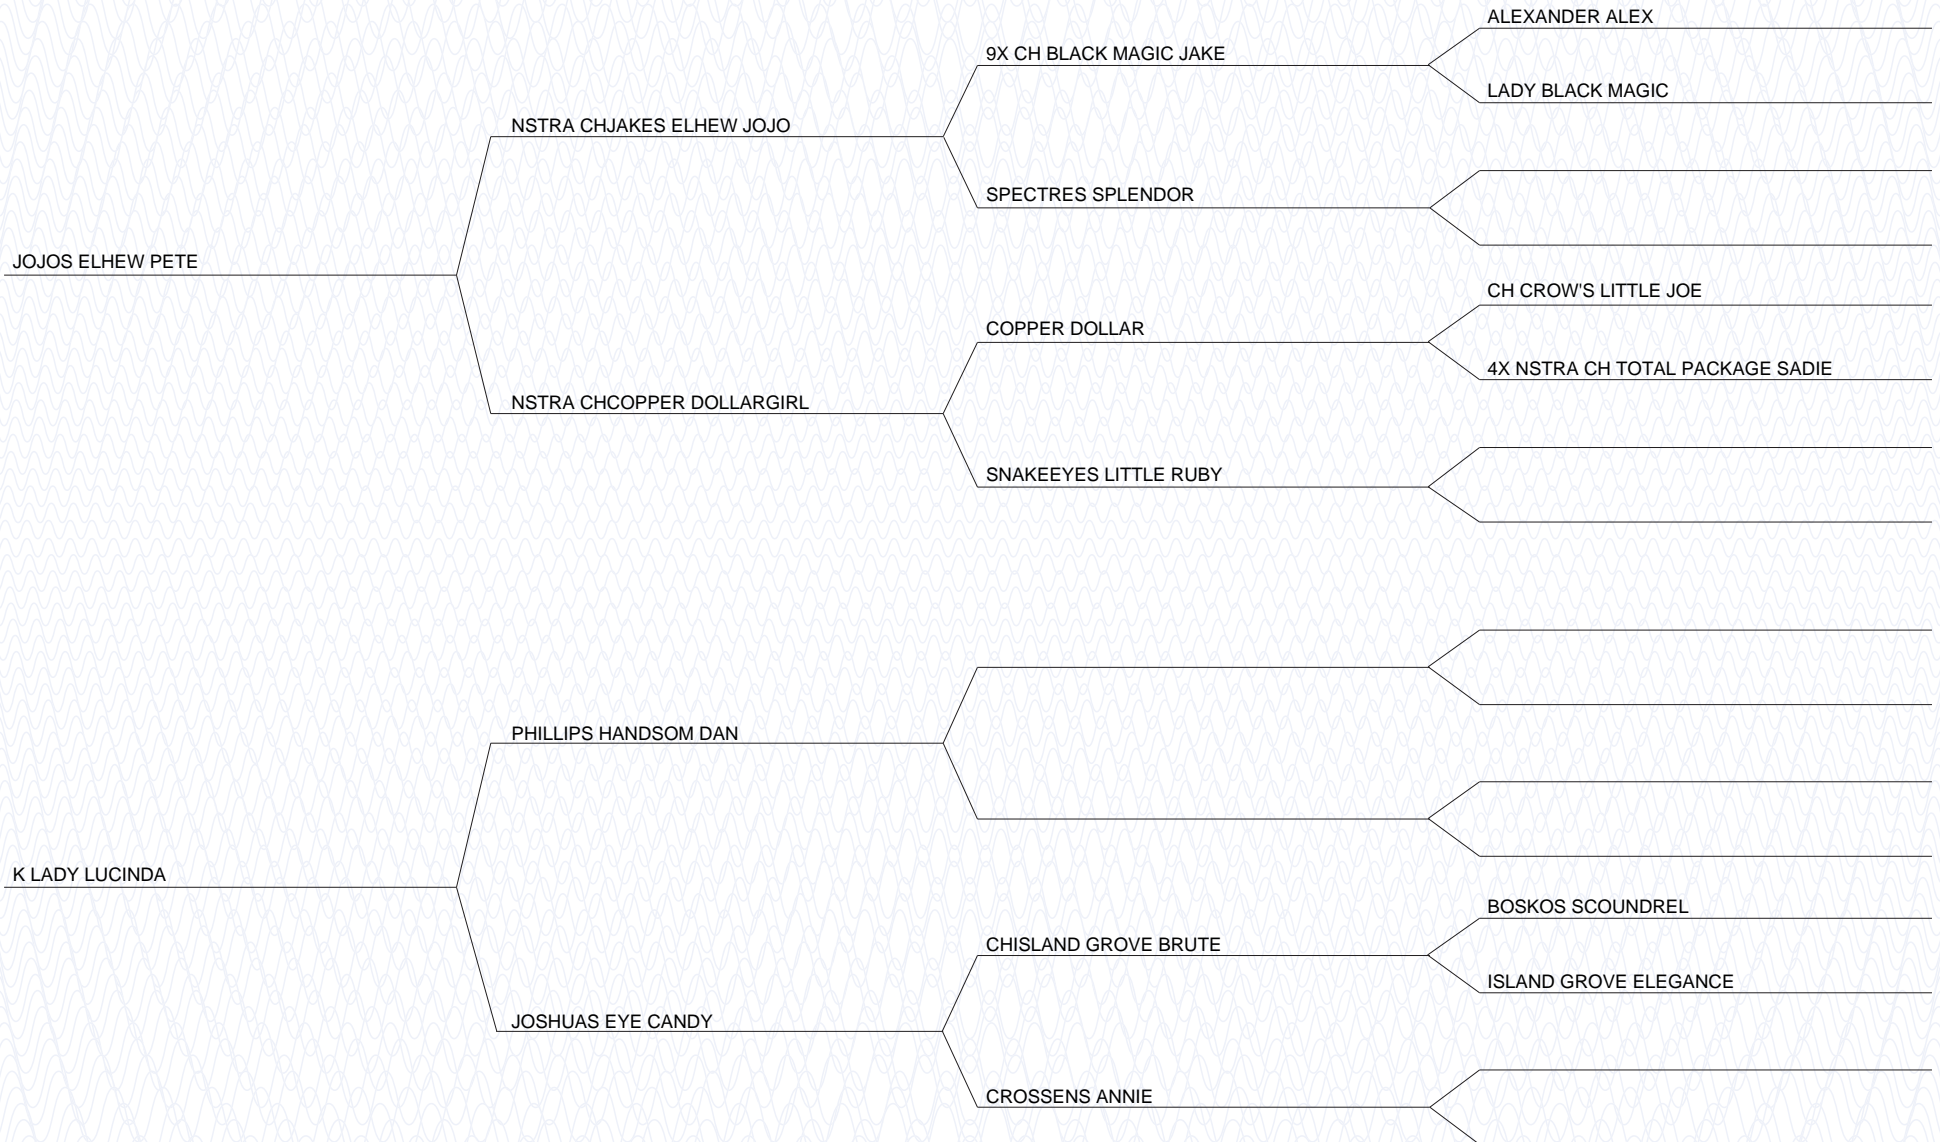 ALEXANDER ALEX
9X CH BLACK MAGIC JAKE
LADY BLACK MAGIC
NSTRA CHJAKES ELHEW JOJO
SPECTRES SPLENDOR
JOJOS ELHEW PETE
CH CROW'S LITTLE JOE
COPPER DOLLAR
4X NSTRA CH TOTAL PACKAGE SADIE
NSTRA CHCOPPER DOLLARGIRL
SNAKEEYES LITTLE RUBY
PHILLIPS HANDSOM DAN
K LADY LUCINDA
BOSKOS SCOUNDREL
CHISLAND GROVE BRUTE
ISLAND GROVE ELEGANCE
JOSHUAS EYE CANDY
CROSSENS ANNIE